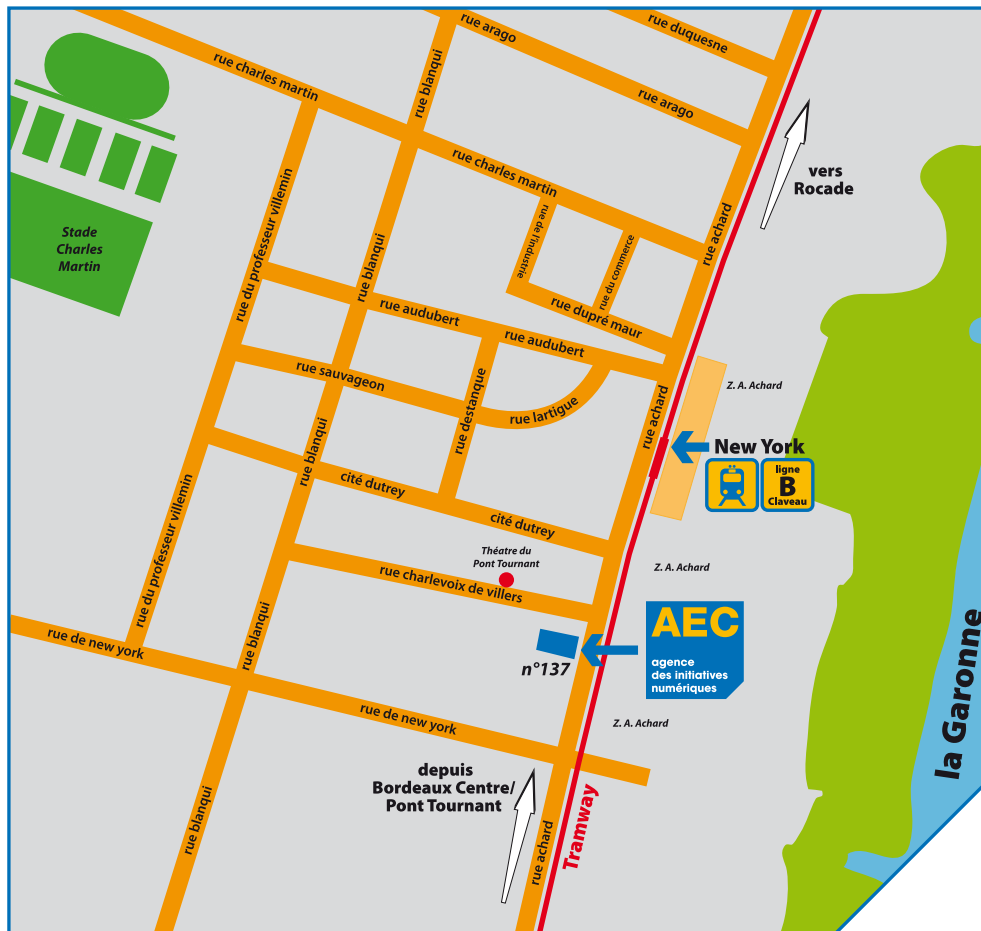 rue arago
rue duquesne
rue charles martin
rue blanqui
rue arago
vers
Rocade
rue charles martin
rue du professeur villemin
Stade
Charles
Martin
rue de l'industrie
rue du commerce
rue achard
rue blanqui
rue audubert
rue dupré maur
rue audubert
rue sauvageon
rue destanque
rue lartigue
rue achard
Z. A. Achard
New York
ligne
B
Claveau
rue blanqui
cité dutrey
cité dutrey
rue du professeur villemin
Théatre du
Pont Tournant
Z. A. Achard
rue charlevoix de villers
rue blanqui
AEC
agence
des initiatives
numériques
n°137
rue de new york
rue de new york
Z. A. Achard
la Garonne
depuis
Bordeaux Centre/
Pont Tournant
rue blanqui
rue achard
Tramway